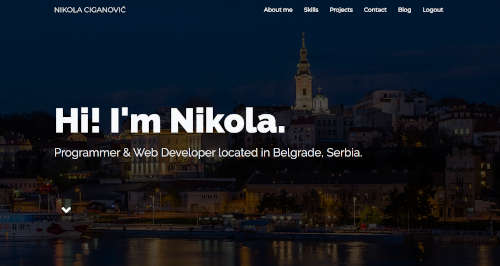 NIKOLA CIGANOVIĆ
About me Skills Projects Contact Blog Logout
Hi! I'm Nikola.
Programmer & Web Developer located in Belgrade, Serbia.